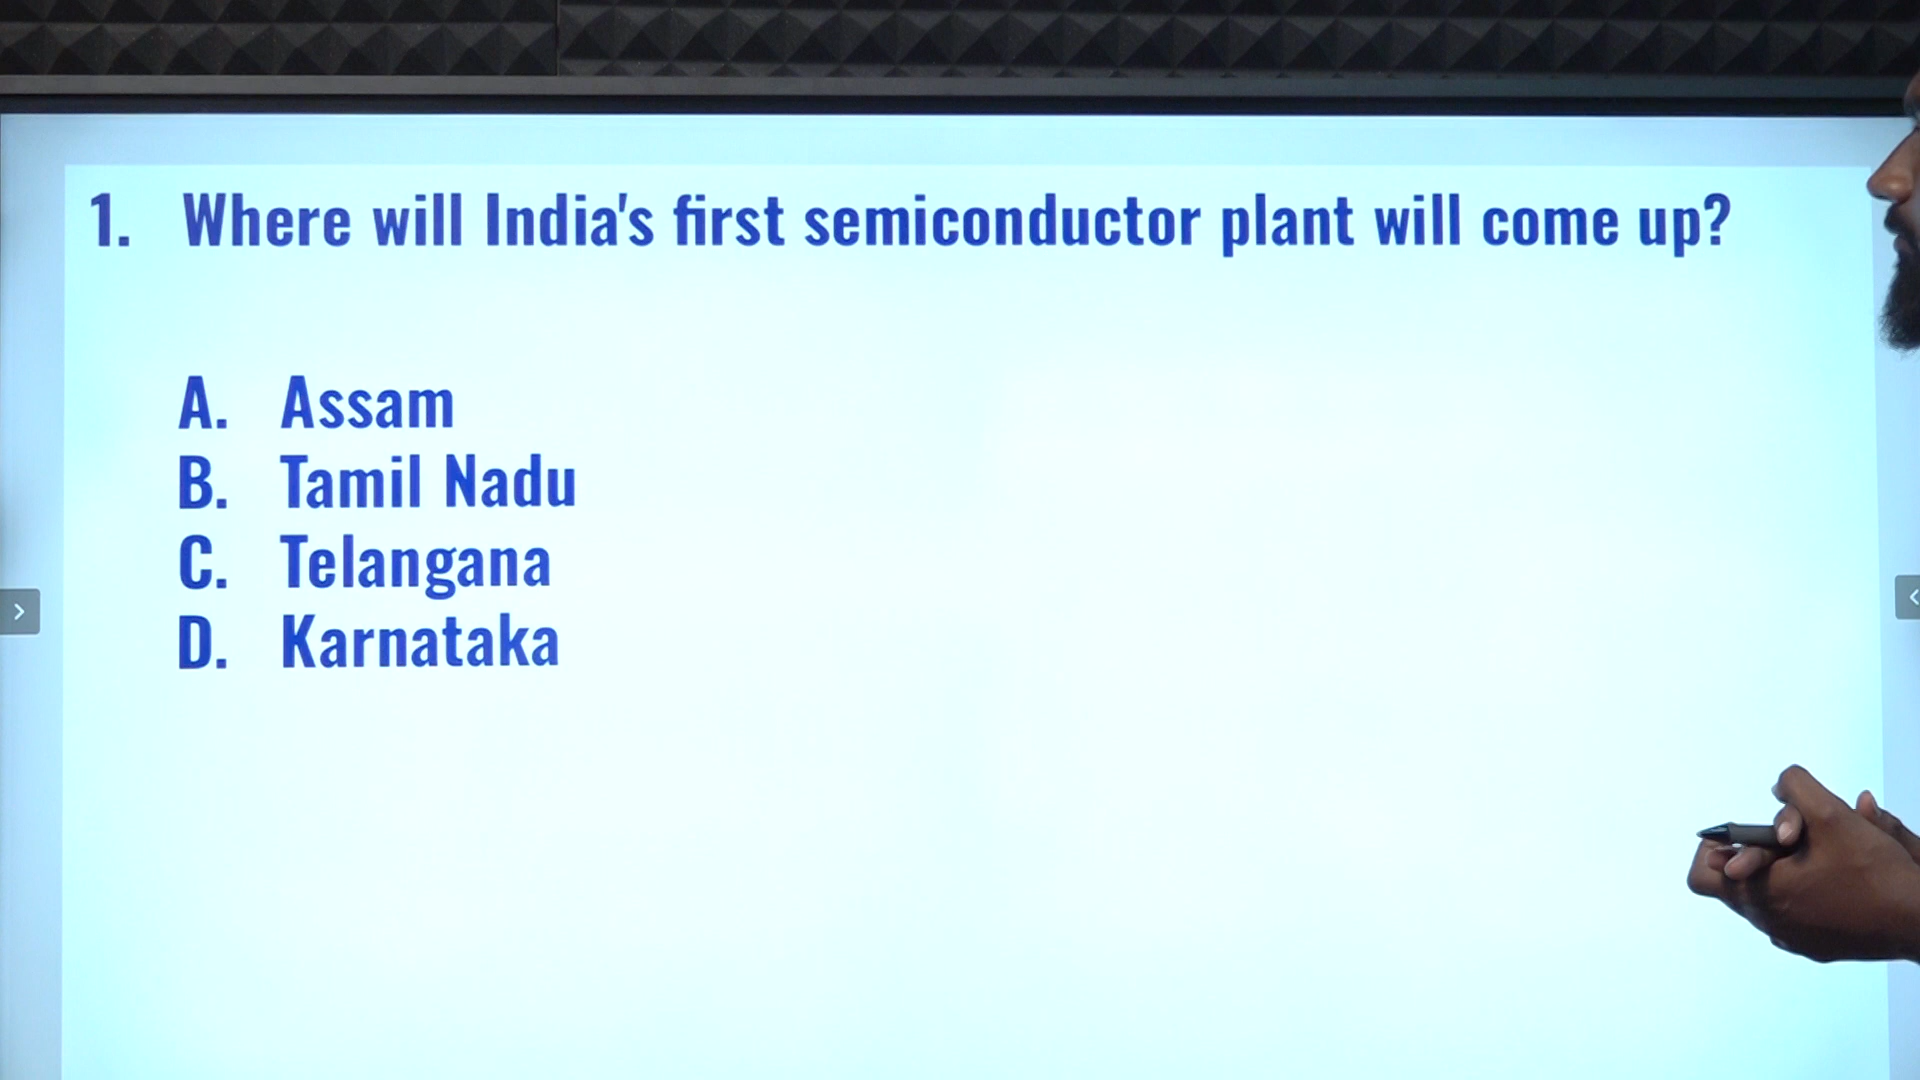 1. Where will India's first semiconductor plant will come up?
A. Assam
B. Tamil Nadu
C. Telangana
D. Karnataka